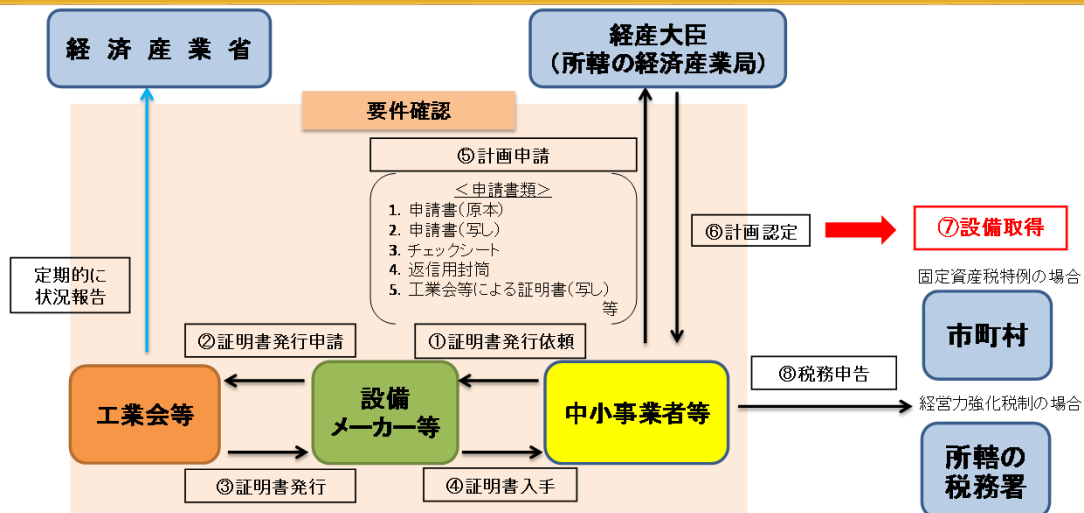 経 済 産 業 省
経産大臣
(所轄の経済産業局)
要件確認
⑤計画申請
<申請書類>
1. 申請書(原本)
2. 申請書(写し)
3. チェックシート
4. 返信用封筒
5. 工業会等による証明書(写し)
等
⑥計画認定
⑦設備取得
定期的に
状況報告
固定資産税特例の場合
市町村
②証明書発行申請
①証明書発行依頼
⑧税務申告
工業会等
設備
メーカー等
中小事業者等
経営力強化税制の場合
③証明書発行
④証明書入手
所轄の
税務署